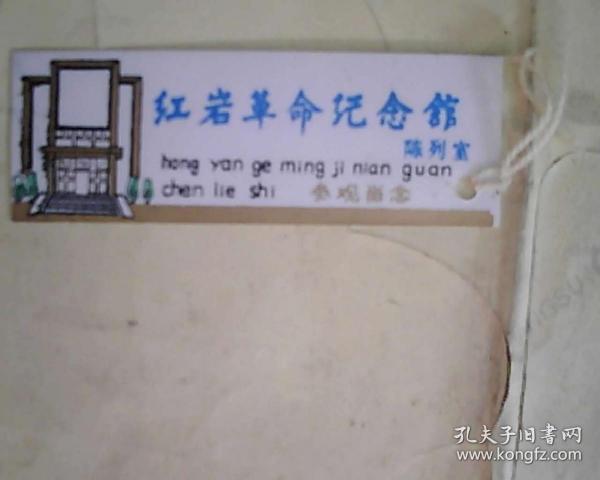 红岩革命纪念馆
陈列室
hong yan ge ming ji nian guan
chen lie shi 参观留念
孔夫子旧书网
www.kongfz.com